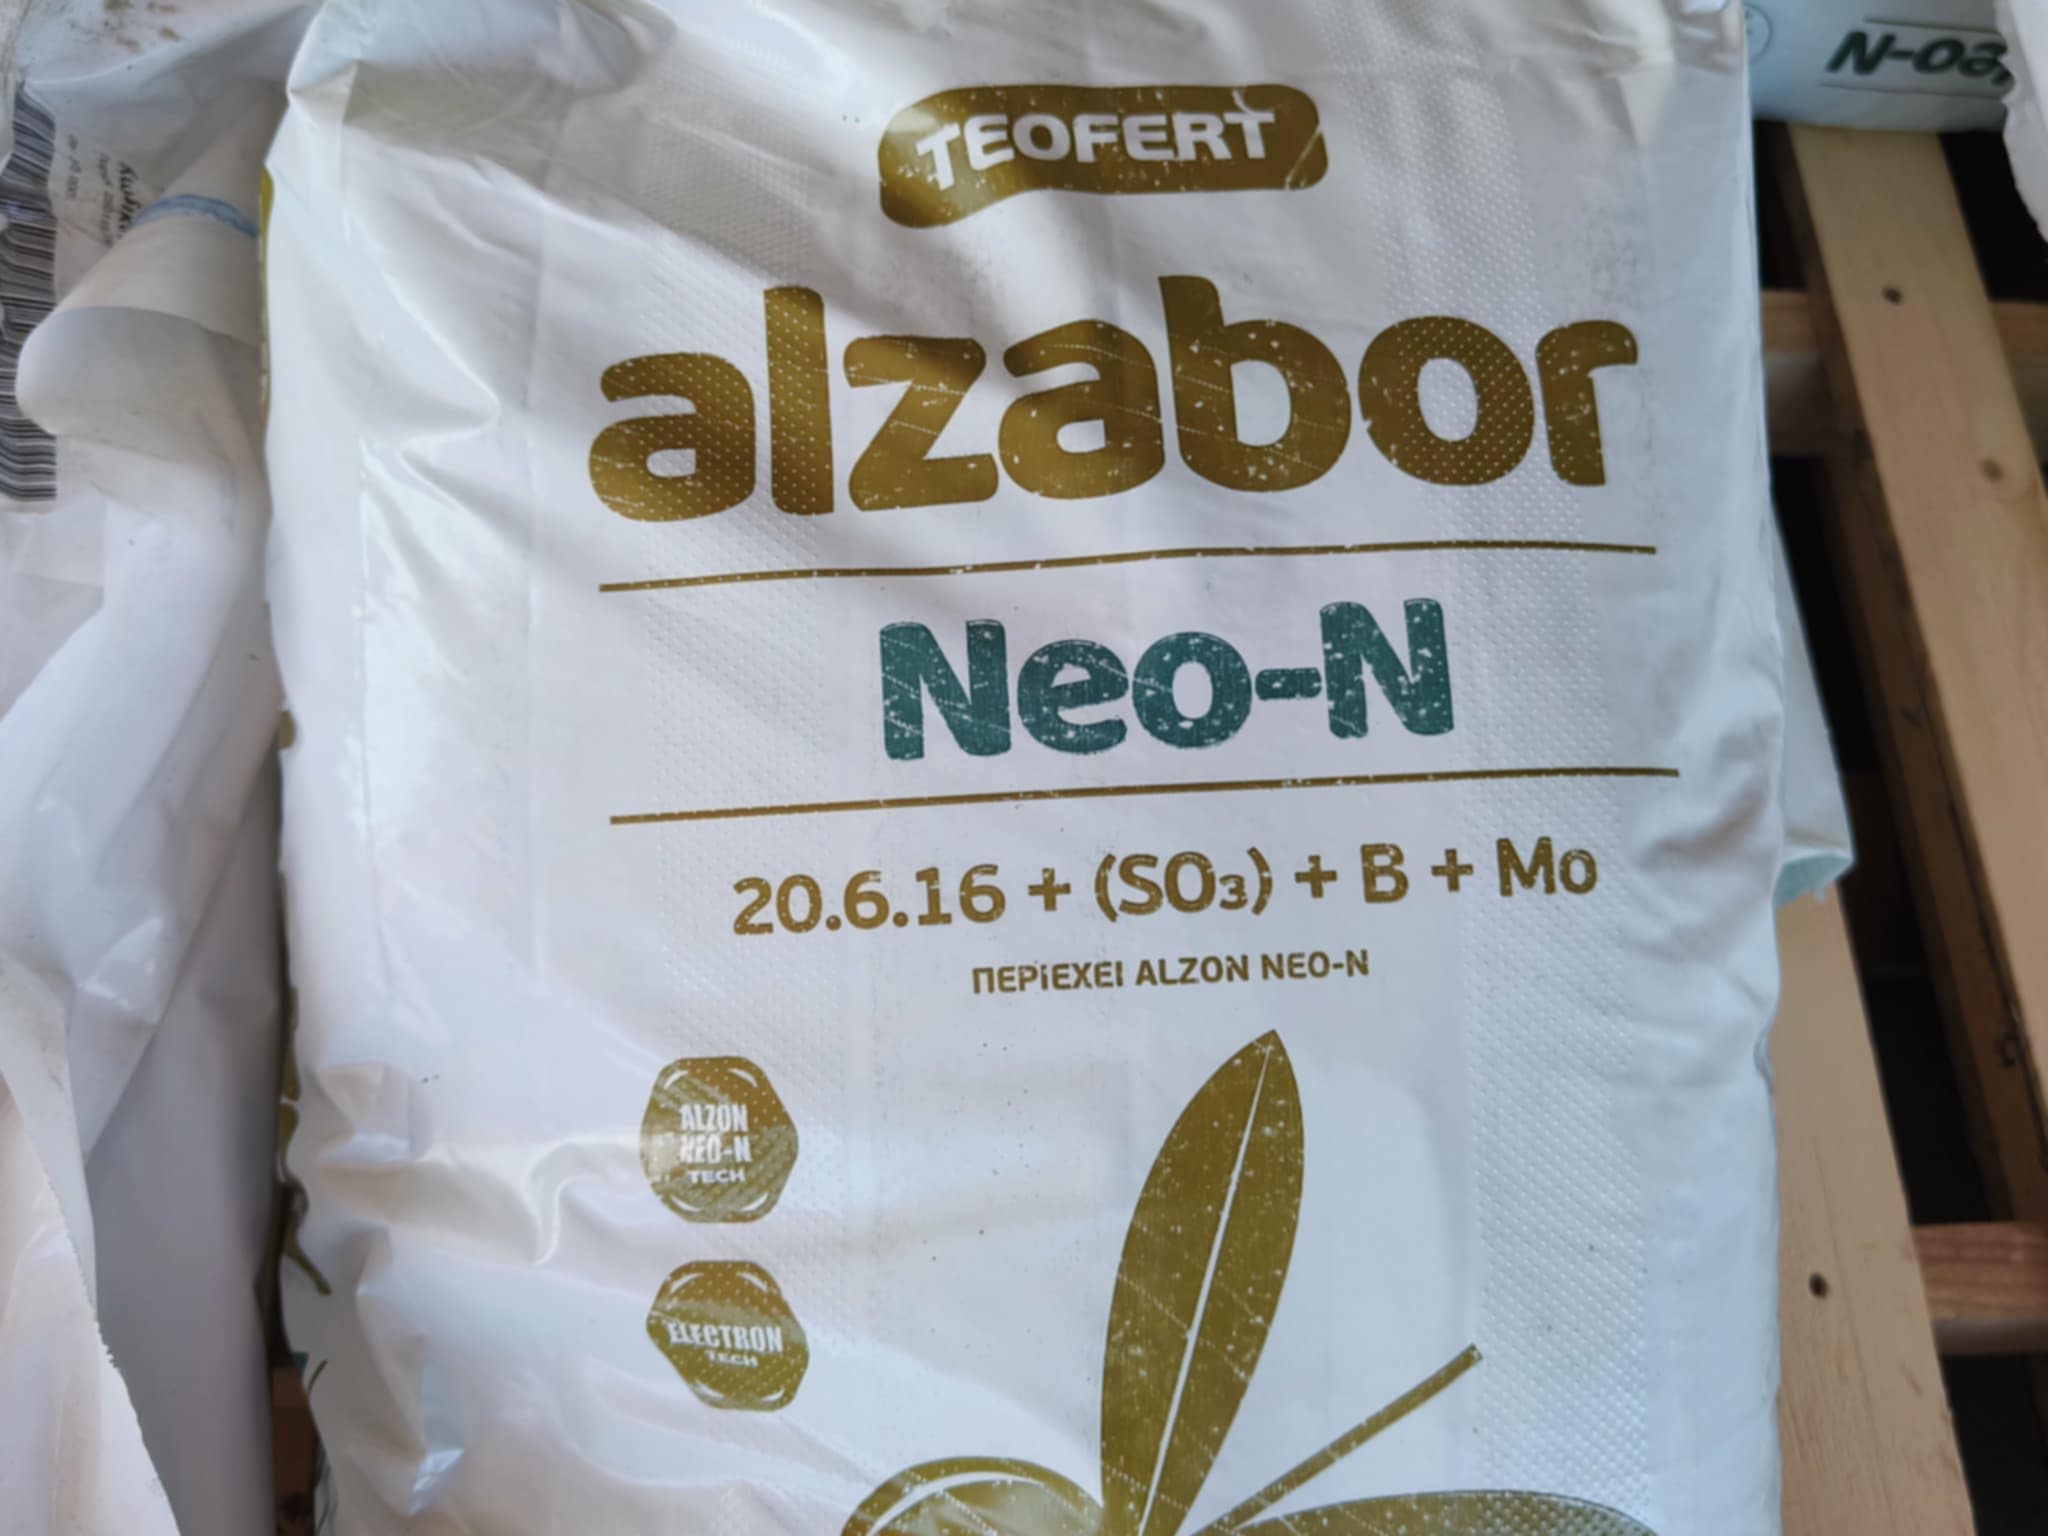 TEOFERT
alzabor
Neo-N
20.6.16 + (SO₃) + B + Mo
ΠΕΡΙΕΧΕΙ ALZON NEO-N
ALZON
NEO-N
TECH
ELECTRON
TECH